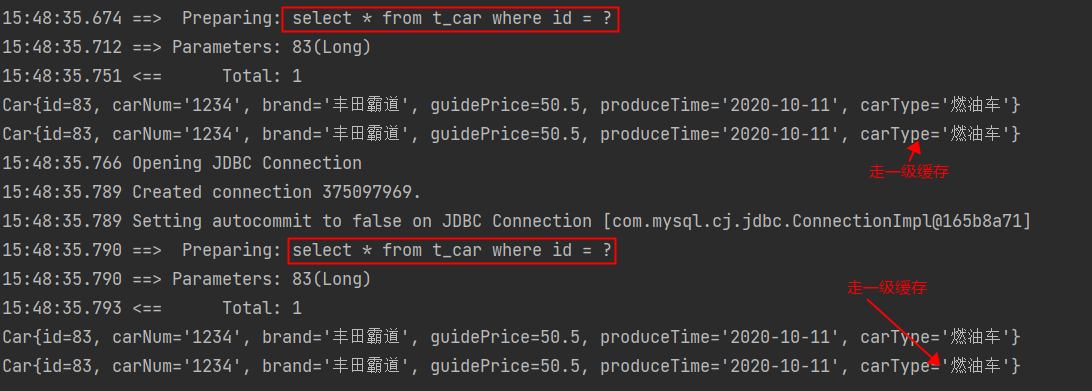 15:48:35.674 ==>  Preparing: select * from t_car where id = ?
15:48:35.712 ==> Parameters: 83(Long)
15:48:35.751 <==      Total: 1
Car{id=83, carNum='1234', brand='丰田霸道', guidePrice=50.5, produceTime='2020-10-11', carType='燃油车'}
Car{id=83, carNum='1234', brand='丰田霸道', guidePrice=50.5, produceTime='2020-10-11', carType='燃油车'}
15:48:35.766 Opening JDBC Connection
走一级缓存
15:48:35.789 Created connection 375097969.
15:48:35.789 Setting autocommit to false on JDBC Connection [com.mysql.cj.jdbc.ConnectionImpl@165b8a71]
15:48:35.790 ==>  Preparing: select * from t_car where id = ?
15:48:35.790 ==> Parameters: 83(Long)
走一级缓存
15:48:35.793 <==      Total: 1
Car{id=83, carNum='1234', brand='丰田霸道', guidePrice=50.5, produceTime='2020-10-11', carType='燃油车'}
Car{id=83, carNum='1234', brand='丰田霸道', guidePrice=50.5, produceTime='2020-10-11', carType='燃油车'}